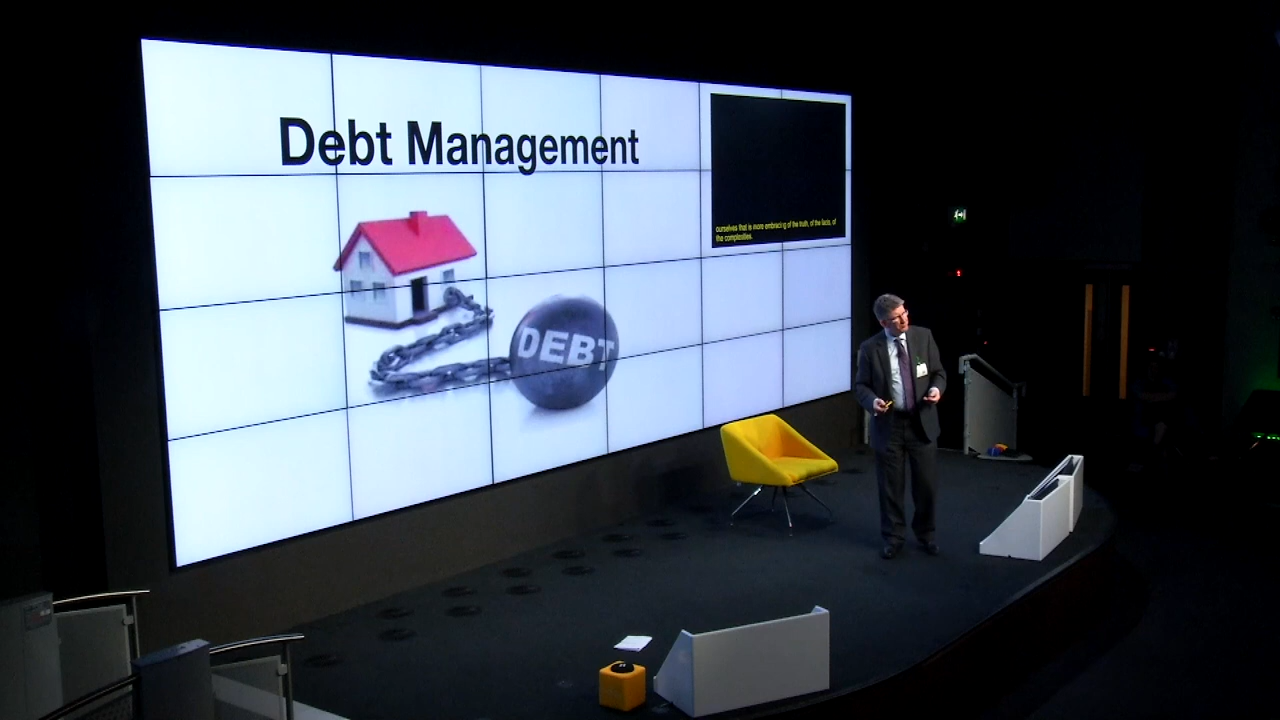 Debt Management
DEBT
ourselves that is more embracing of the truth, of the facts, of
the complexities.